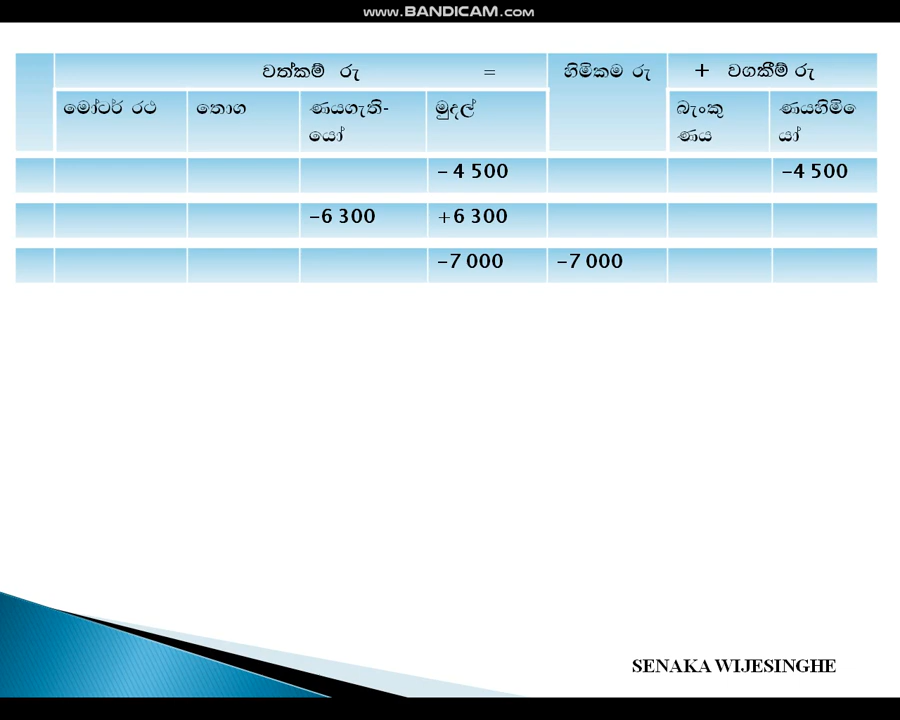 www.BANDICAM.com
වත්කම් රු = හිමිකම රු + වගකීම් රු
මෝටර් රථ තොග ණයගැති- මුදල් බැංකු ණයහිමිෙ
යෝ ණය යා්
– 4 500 –4 500
–6 300 +6 300
–7 000 –7 000
SENAKA WIJESINGHE